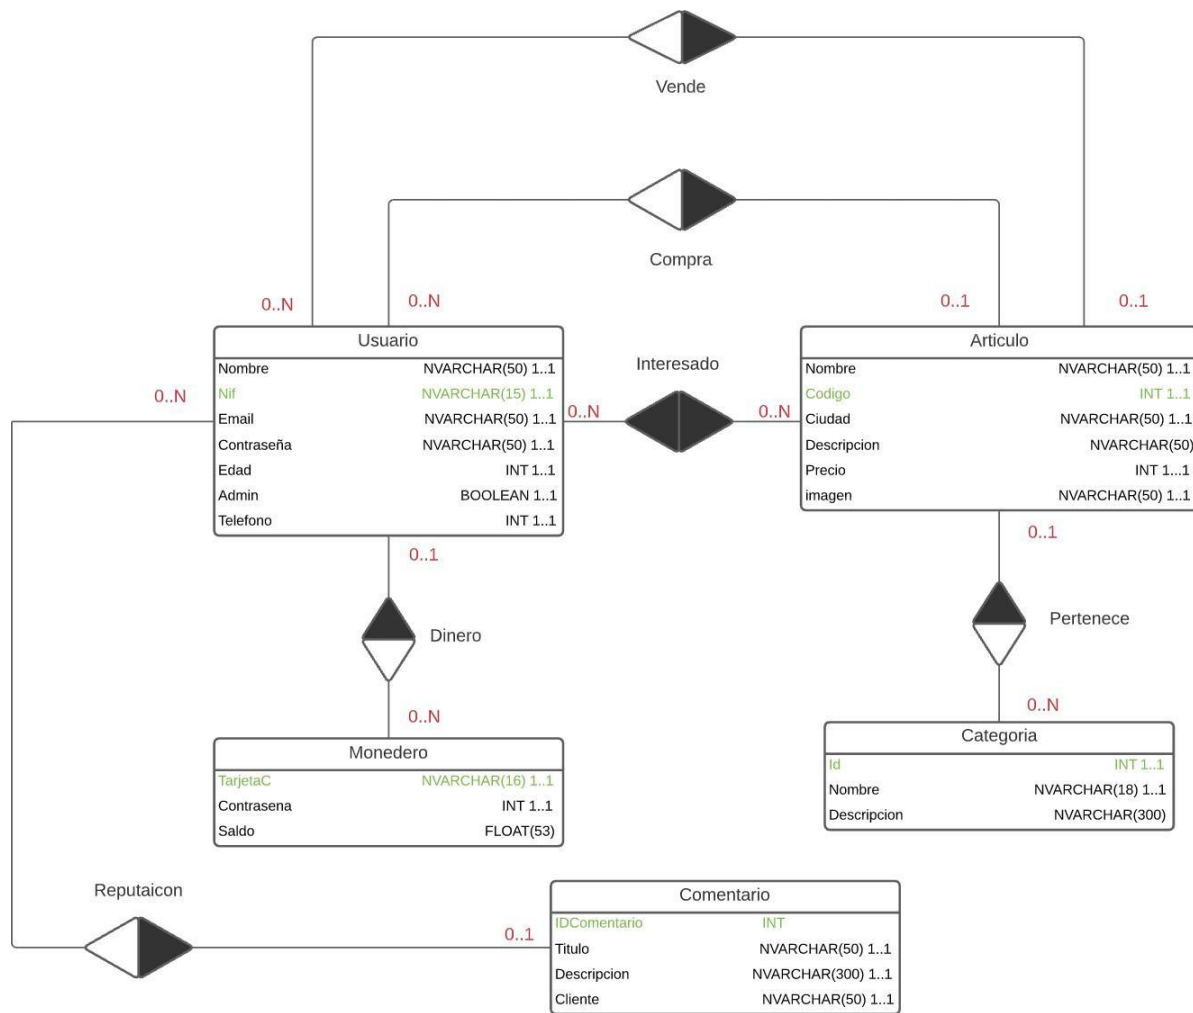 Vende
Compra
0..N
0..N
0..1
0..1
Usuario
Nombre NVARCHAR(50) 1..1
Nif NVARCHAR(15) 1..1
Email NVARCHAR(50) 1..1
Contraseña NVARCHAR(50) 1..1
Edad INT 1..1
Admin BOOLEAN 1..1
Telefono INT 1..1
0..N
Interesado
0..N
0..N
Articulo
Nombre NVARCHAR(50) 1..1
Codigo INT 1..1
Ciudad NVARCHAR(50) 1..1
Descripcion NVARCHAR(50)
Precio INT 1...1
imagen NVARCHAR(50) 1..1
0..1
Dinero
0..N
0..1
Pertenece
0..N
Monedero
TarjetaC NVARCHAR(16) 1..1
Contrasena INT 1..1
Saldo FLOAT(53)
Categoria
Id INT 1..1
Nombre NVARCHAR(18) 1..1
Descripcion NVARCHAR(300)
Reputaicon
0..1
Comentario
IDComentario INT
Titulo NVARCHAR(50) 1..1
Descripcion NVARCHAR(300) 1..1
Cliente NVARCHAR(50) 1..1